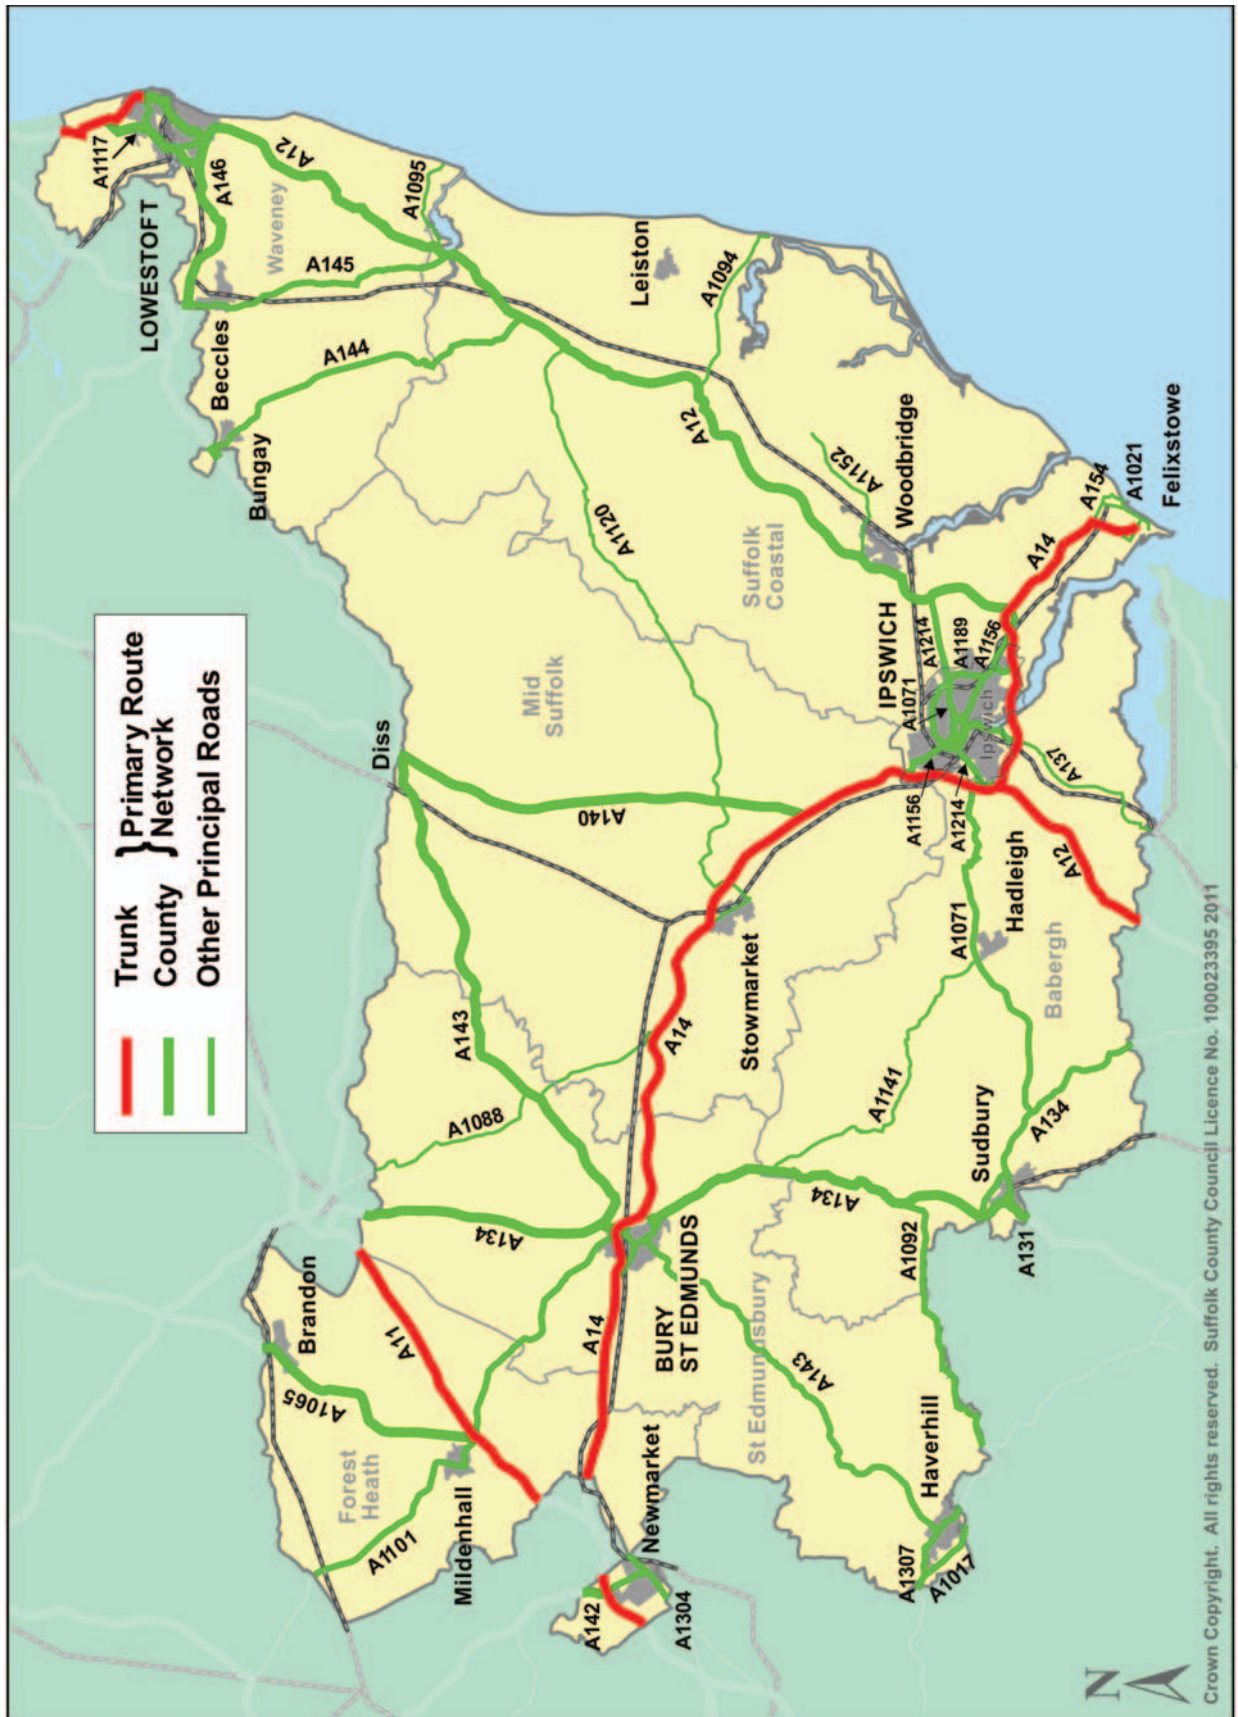 Trunk
County
Other Principal Roads
}Primary Route
Network
A1117
LOWESTOFT
A146
A12
Waveney
A1095
A145
Beccles
A144
Bungay
Leiston
A1094
A12
A1152
Woodbridge
A1120
Suffolk
Coastal
A154
A1021
Felixstowe
A14
Diss
Mid
Suffolk
IPSWICH
A1071
A1214
A1189
A1156
Ipswich
A137
A1156
A1214
A140
A12
Hadleigh
A1071
Babergh
Stowmarket
A14
A143
A1088
A1141
Sudbury
A134
A134
A134
A1092
A131
BURY
ST EDMUNDS
A14
St Edmundsbury
A143
Brandon
A11
A1065
Forest
Heath
Mildenhall
A1101
Newmarket
A142
A1304
Haverhill
A1307
A1017
N
Crown Copyright. All rights reserved. Suffolk County Council Licence No. 100023395 2011